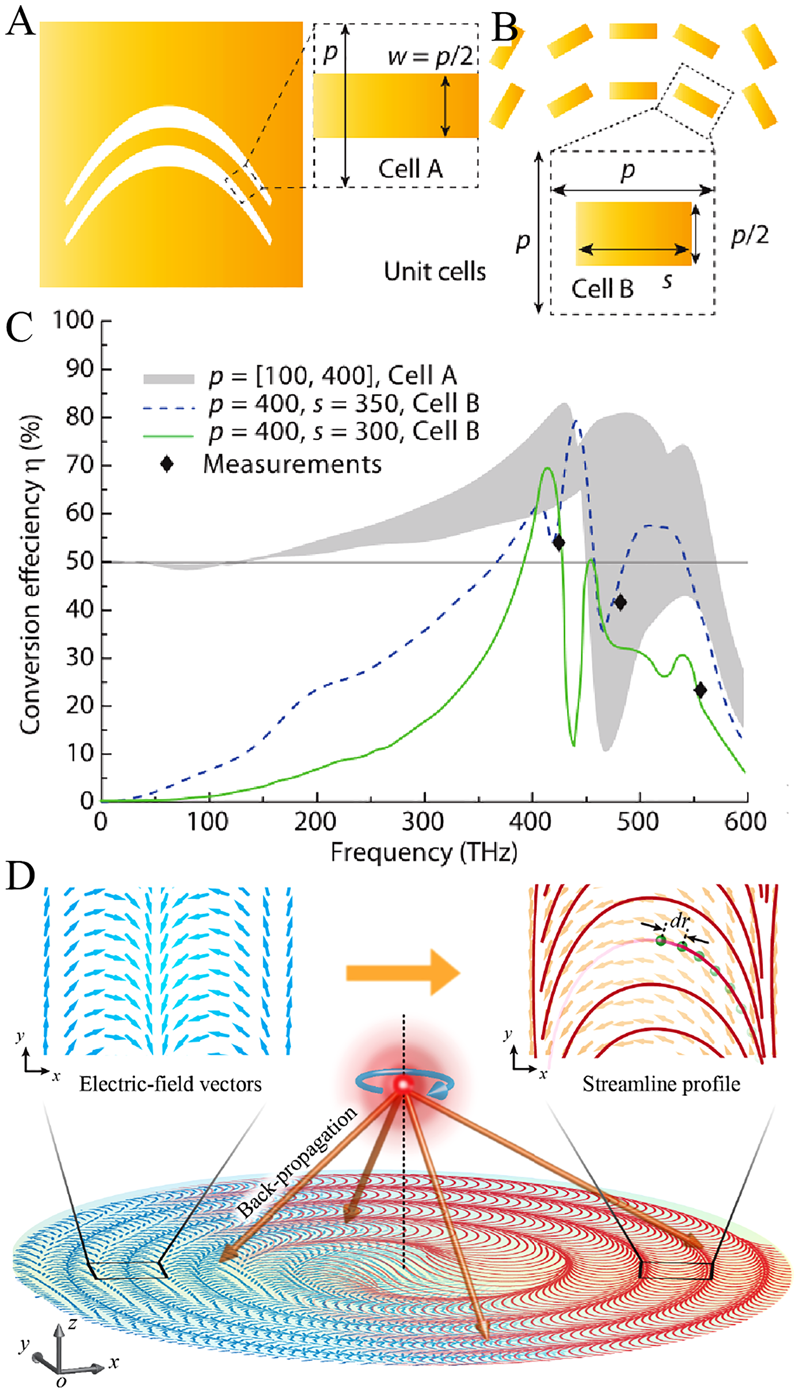 A
B
p
w = p/2
Cell A
p
p
p/2
Cell B
s
Unit cells
C
100
90
80
70
60
50
40
30
20
10
0
Conversion effeciency η (%)
p = [100, 400], Cell A
p = 400, s = 350, Cell B
p = 400, s = 300, Cell B
Measurements
0
100
200
300
400
500
600
Frequency (THz)
D
dr
y
x
Electric-field vectors
y
x
Streamline profile
Back-propagation
z
y
x
o